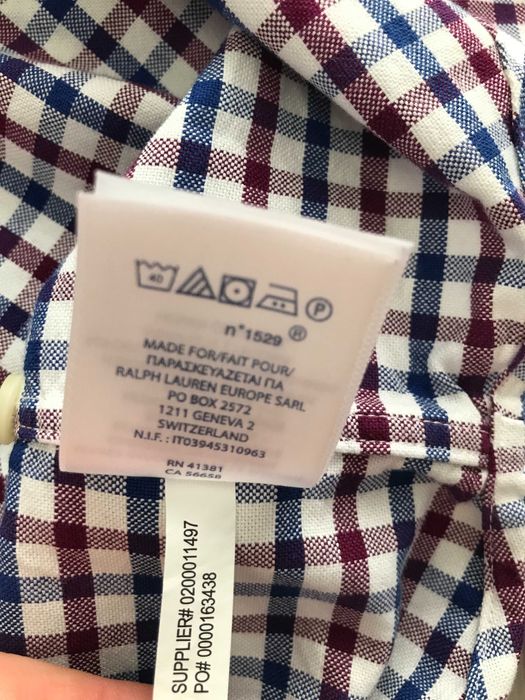 40 P
n°1529 ®
MADE FOR/FAIT POUR/
ΠΑΡΑΣΚΕΥΑΖΕΤΑΙ ΓΙΑ
RALPH LAUREN EUROPE SARL
PO BOX 2572
1211 GENEVA 2
SWITZERLAND
N.I.F. : IT03945310963
RN 41381
CA 56658
SUPPLIER# 0200011497
PO# 0000163438